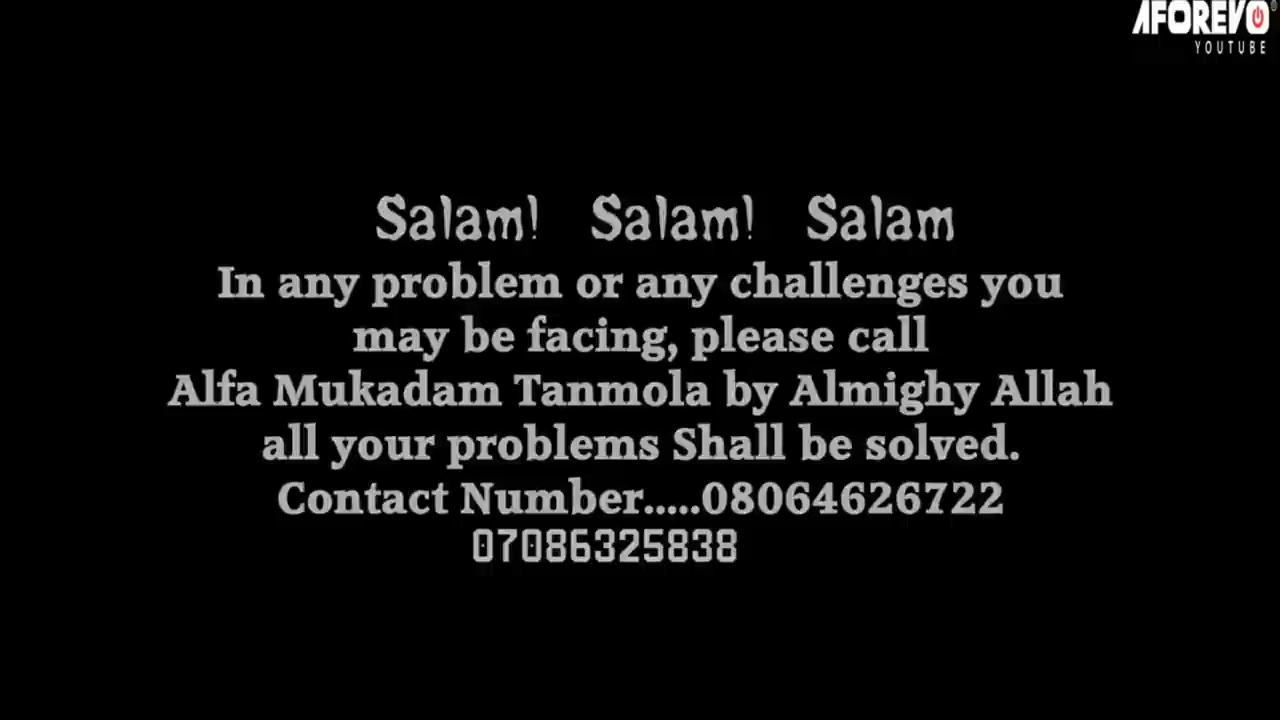 AFOREVO
YOUTUBE
Salam! Salam! Salam
In any problem or any challenges you
may be facing, please call
Alfa Mukadam Tanmola by Almighy Allah
all your problems Shall be solved.
Contact Number.....08064626722
07086325838